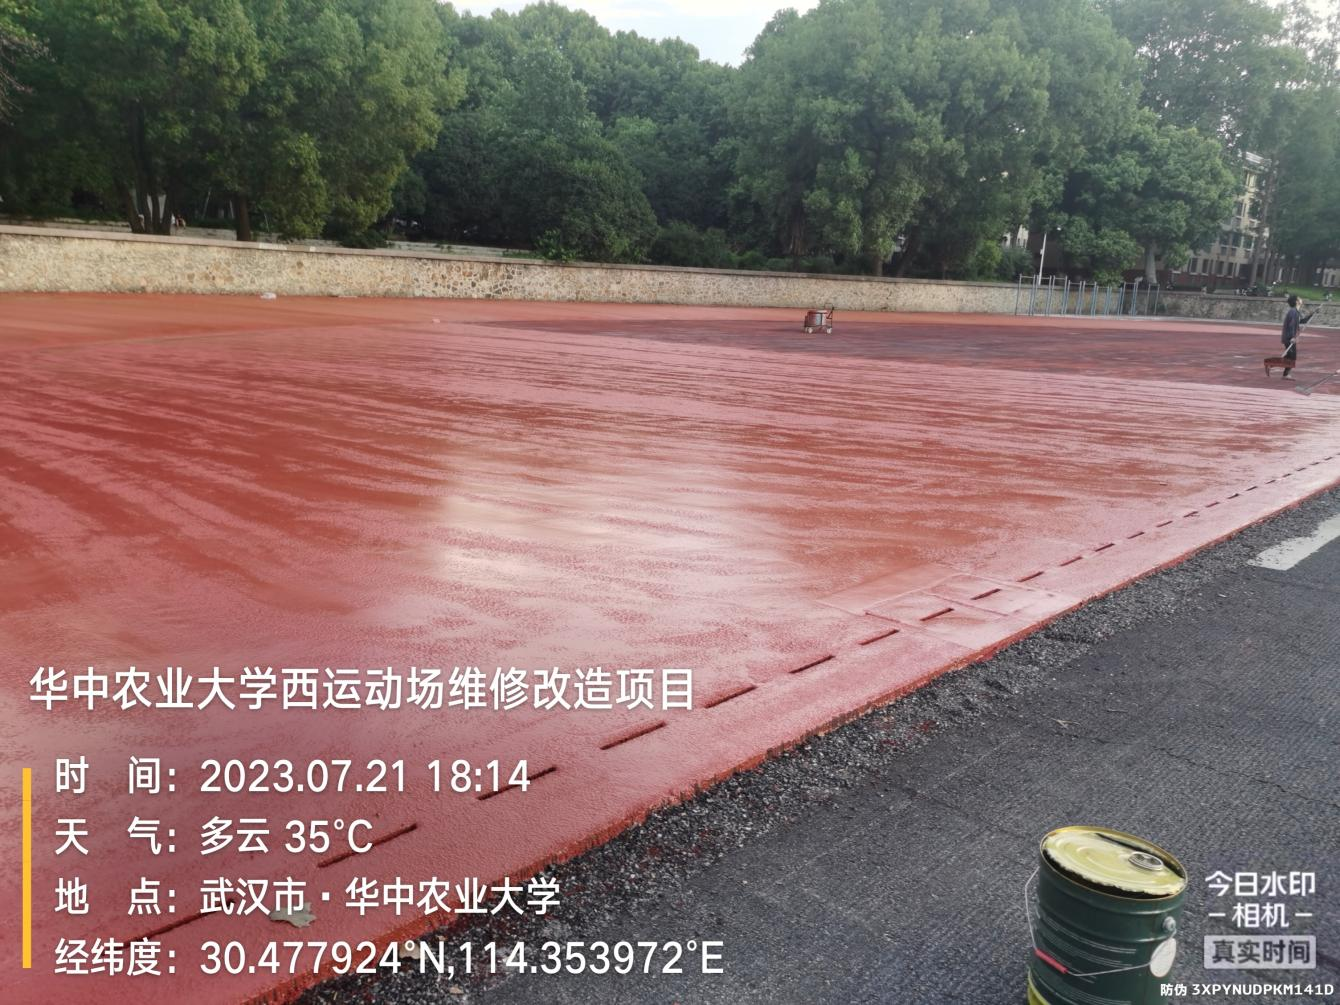 华中农业大学西运动场维修改造项目
时 间：2023.07.21 18:14
天 气：多云 35℃
地 点：武汉市·华中农业大学
经纬度：30.477924°N,114.353972°E
今日水印
相机
真实时间
防伪 3XPYNUDPKM141D